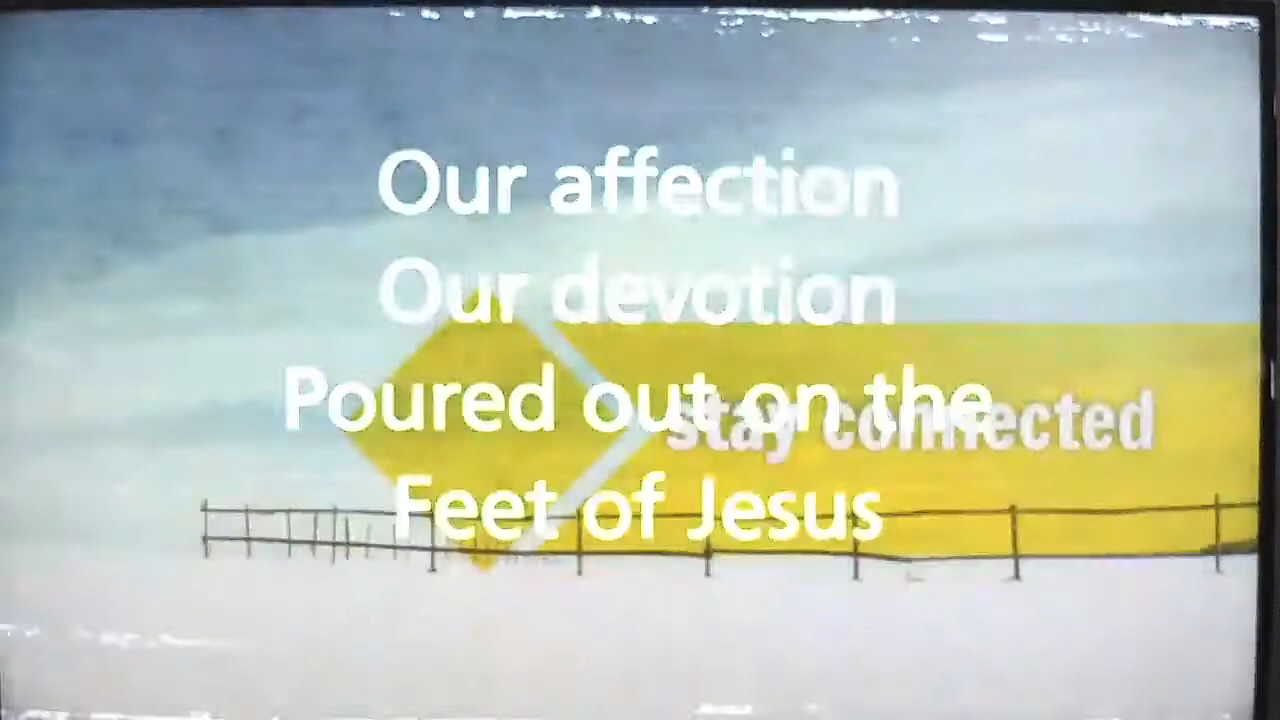 Our affection
Our devotion
Poured out on the
stay connected
Feet of Jesus